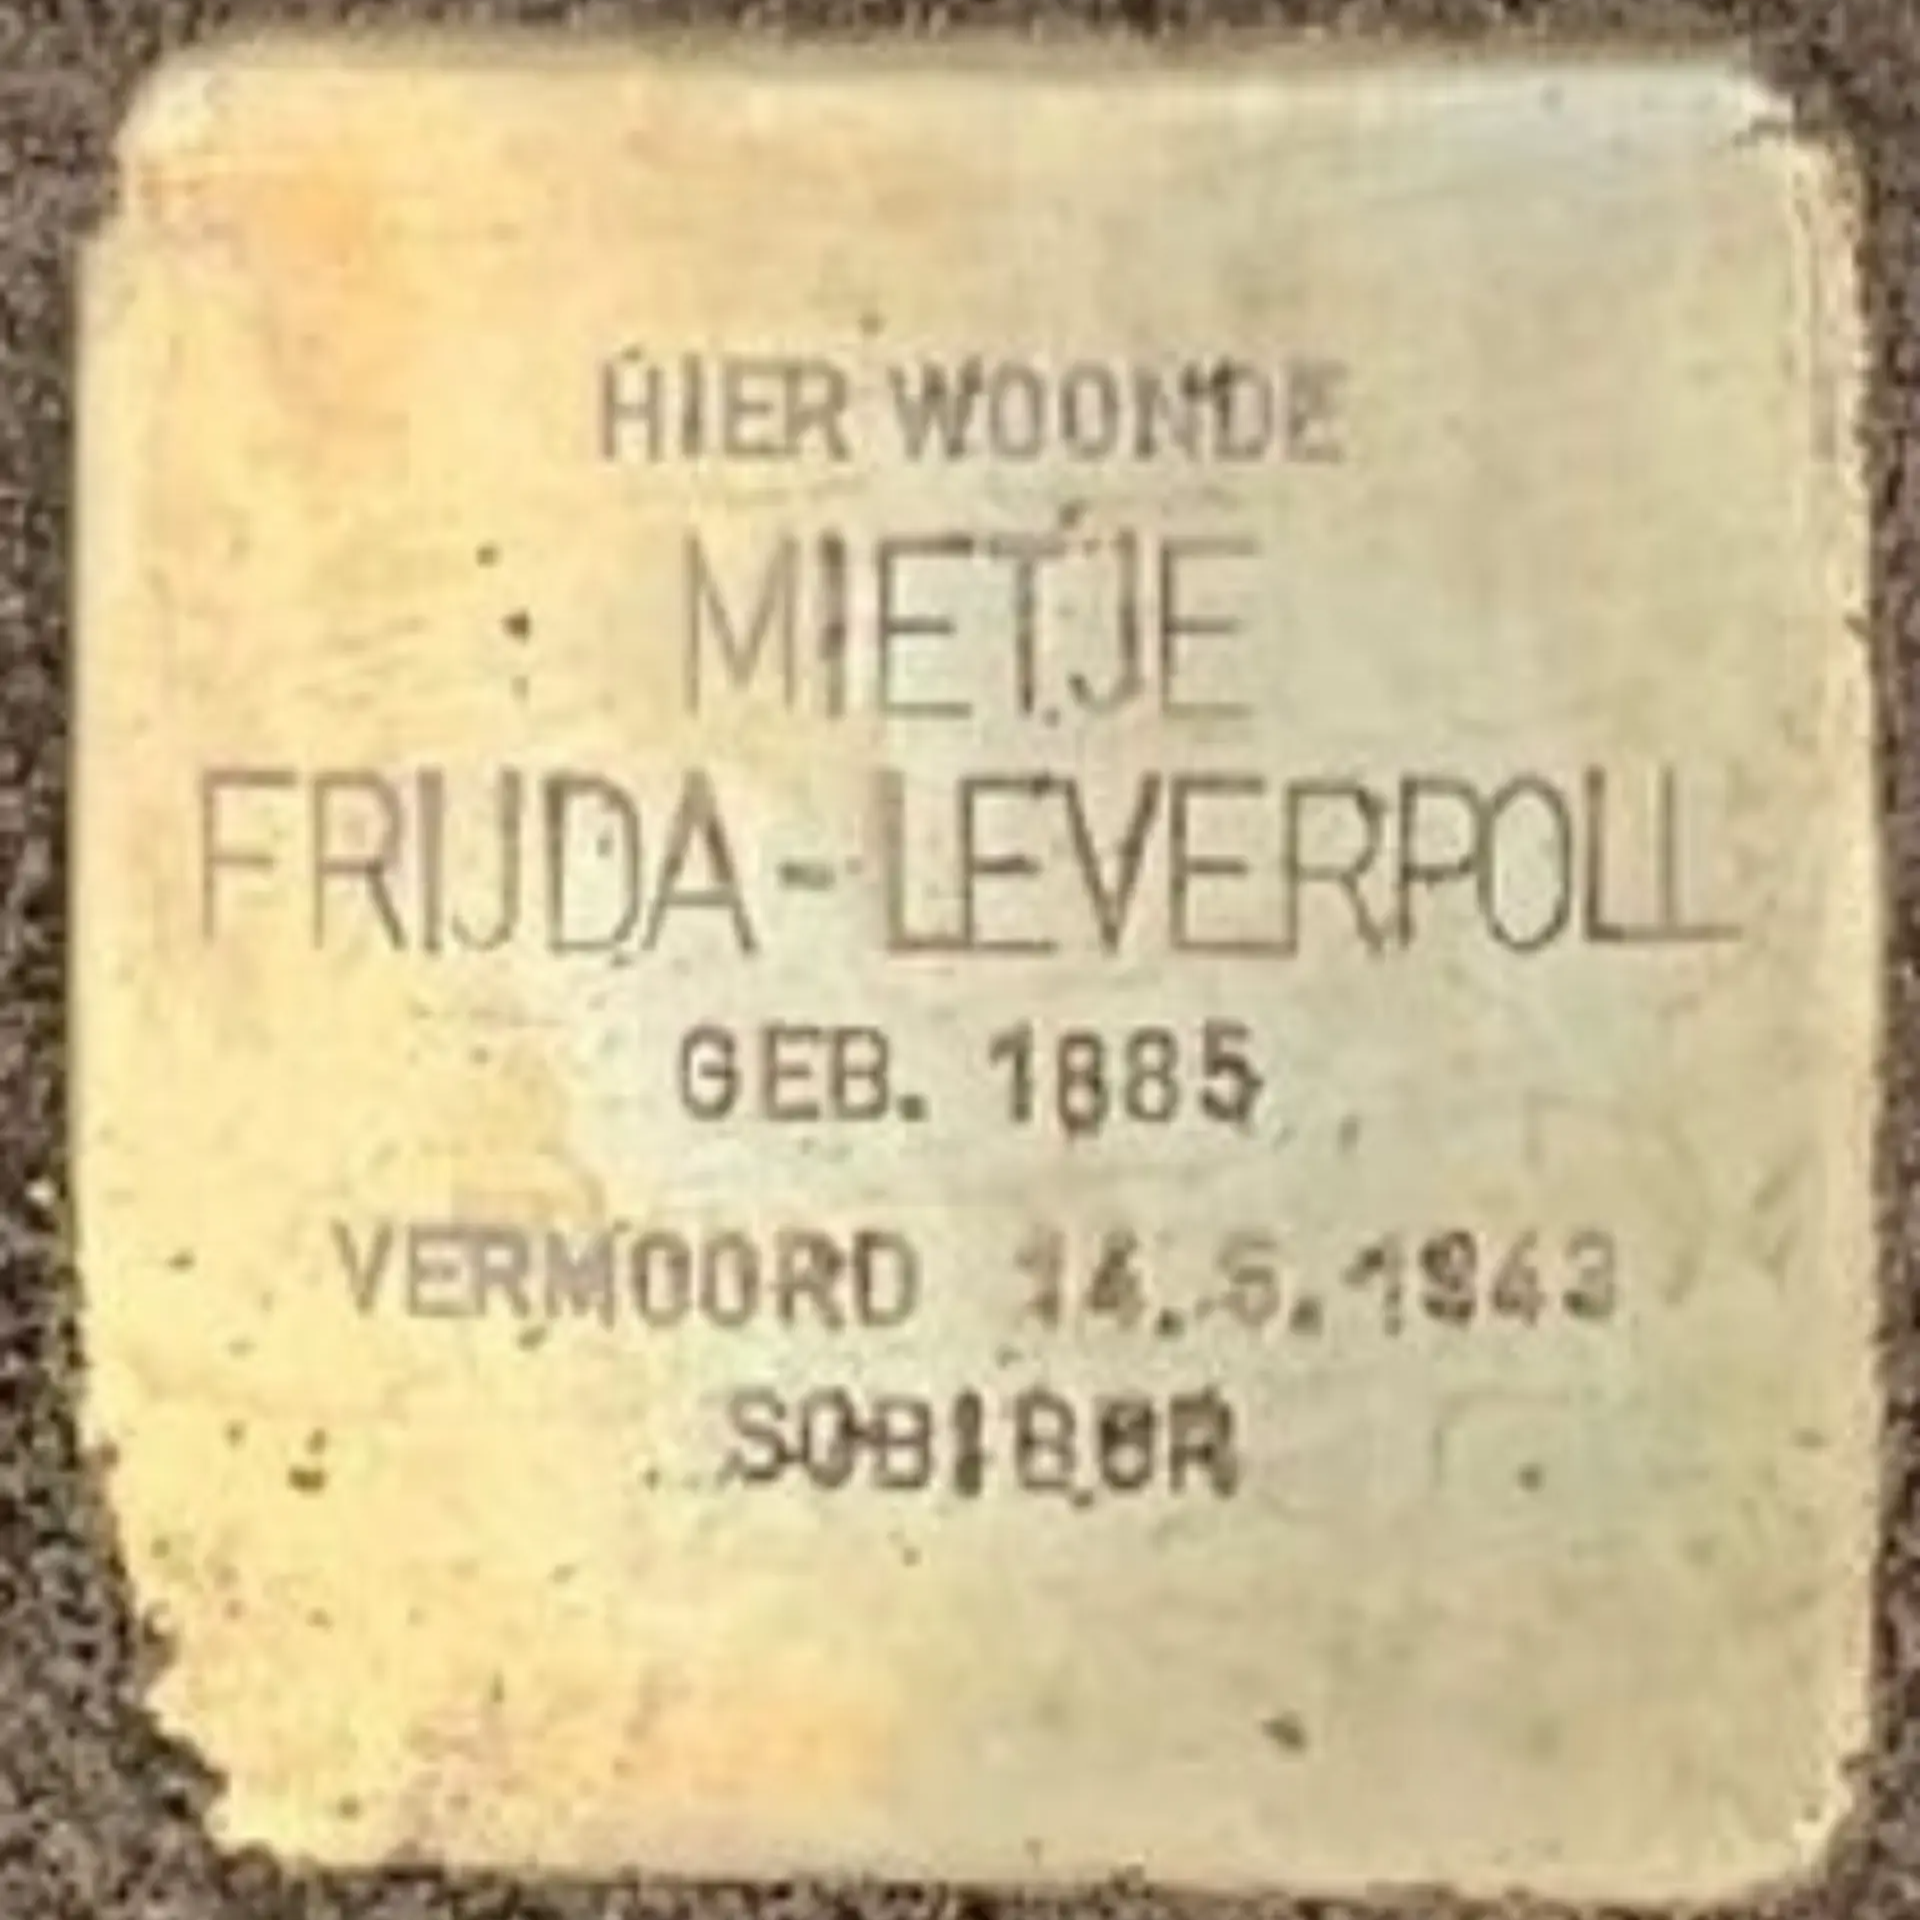 HIER WOONDE
MIETJE
FRIJDA-LEVERPOLL
GEB. 1885
VERMOORD 14.5.1943
SOBIBOR